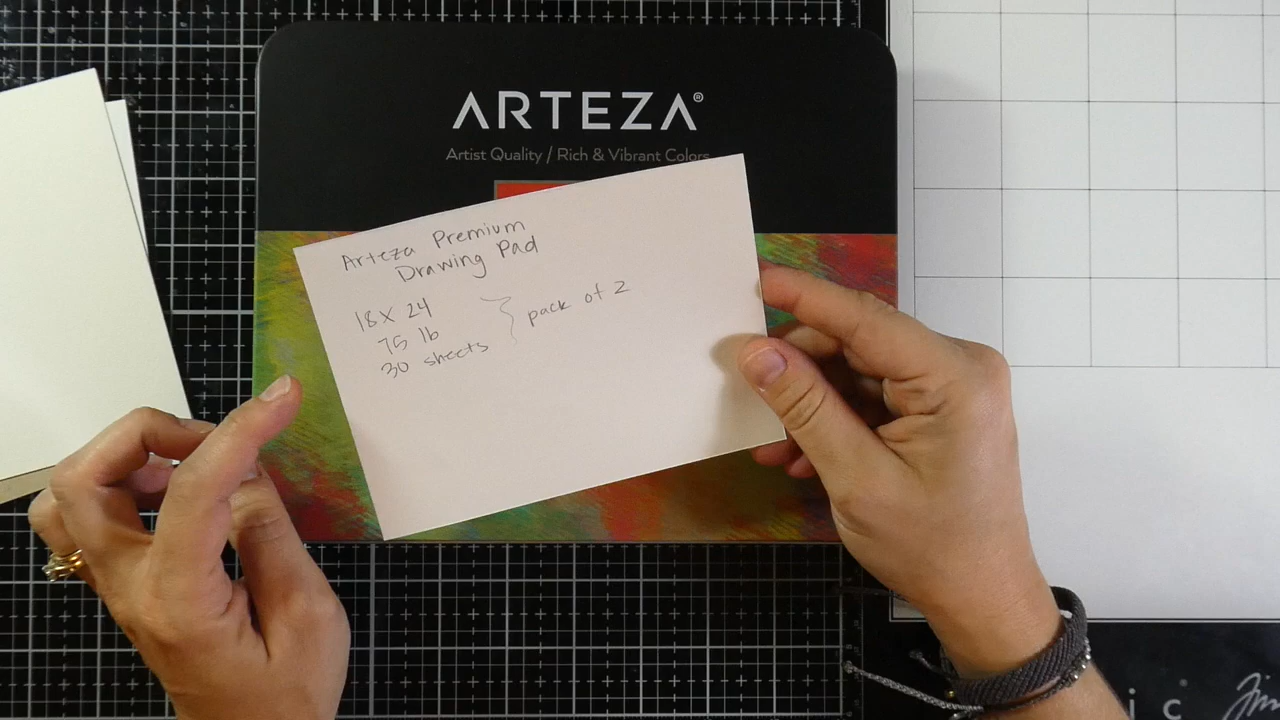 ARTEZA®
Artist Quality / Rich & Vibrant Colors
Arteza Premium
Drawing Pad
18 x 24
75 lb
30 sheets
pack of 2
Tim